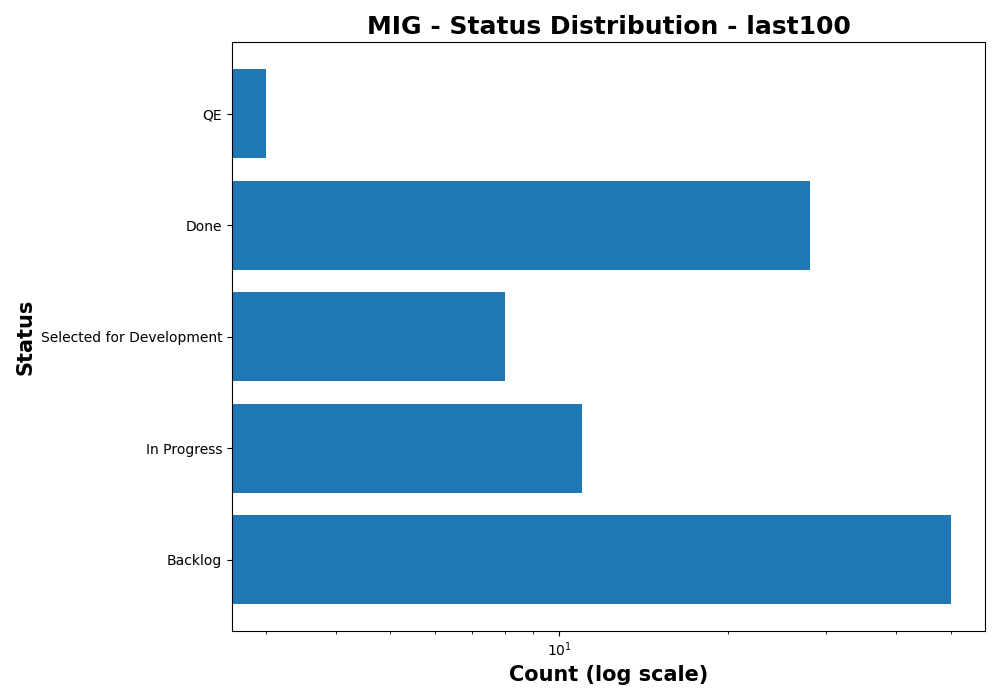 MIG - Status Distribution - last100
QE
Done
Selected for Development
In Progress
Backlog
Status
10¹
Count (log scale)